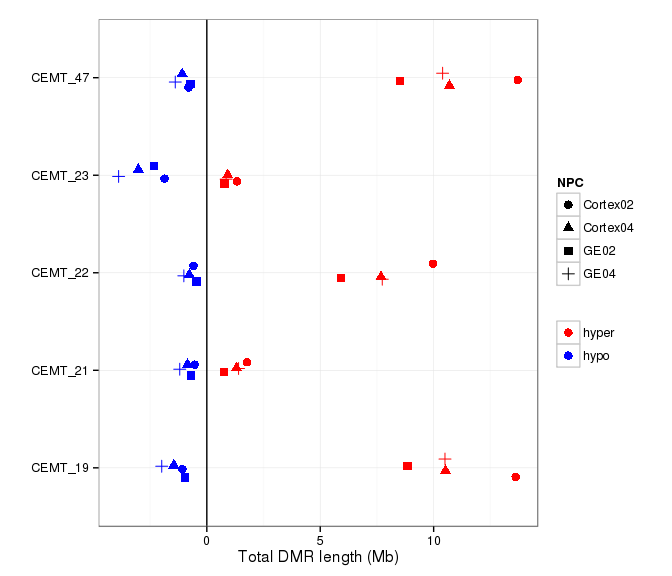 CEMT_47
CEMT_23
CEMT_22
CEMT_21
CEMT_19
0 5 10
Total DMR length (Mb)
NPC
Cortex02
Cortex04
GE02
GE04
hyper
hypo